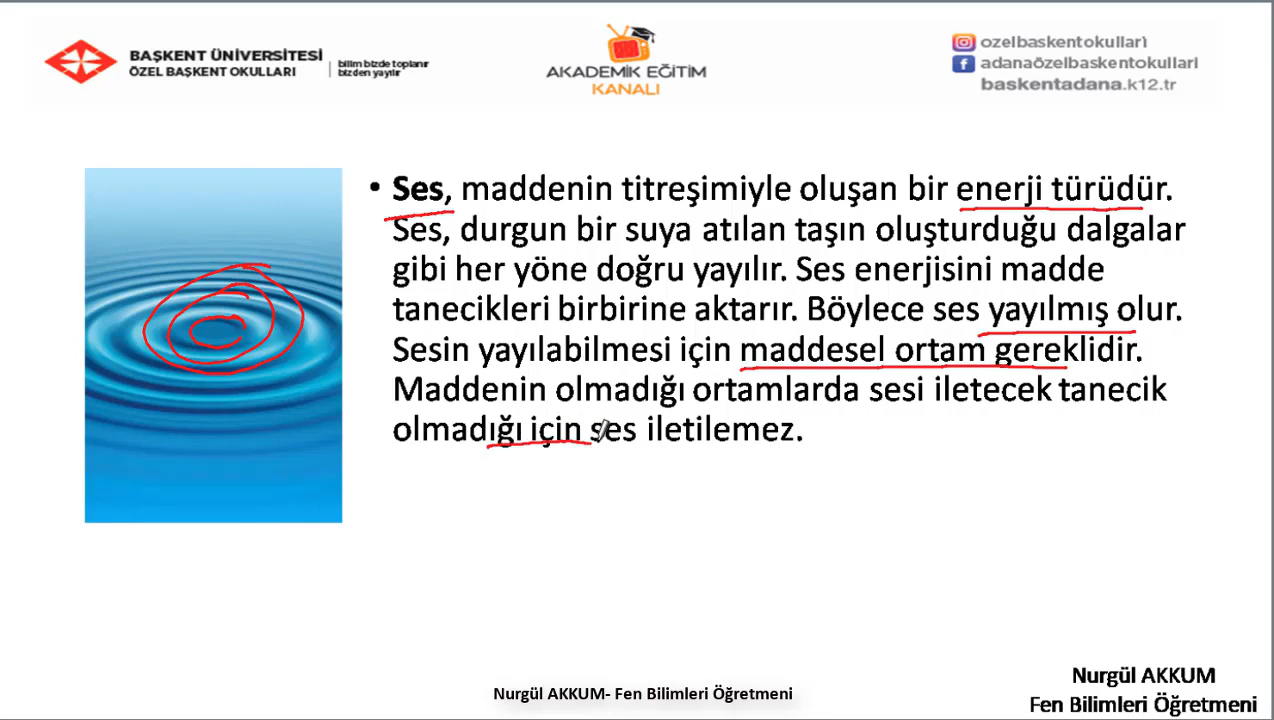 BAŞKENT ÜNİVERSİTESİ
ÖZEL BAŞKENT OKULLARI
bilim bizde toplanır
bizden yayılır
AKADEMİK EĞİTİM
KANALI
ozelbaskentokullari
adanaözelbaskentokullari
baskentadana.k12.tr
• Ses, maddenin titreşimiyle oluşan bir enerji türüdür.
Ses, durgun bir suya atılan taşın oluşturduğu dalgalar
gibi her yöne doğru yayılır. Ses enerjisini madde
tanecikleri birbirine aktarır. Böylece ses yayılmış olur.
Sesin yayılabilmesi için maddesel ortam gereklidir.
Maddenin olmadığı ortamlarda sesi iletecek tanecik
olmadığı için ses iletilemez.
Nurgül AKKUM- Fen Bilimleri Öğretmeni
Nurgül AKKUM
Fen Bilimleri Öğretmeni